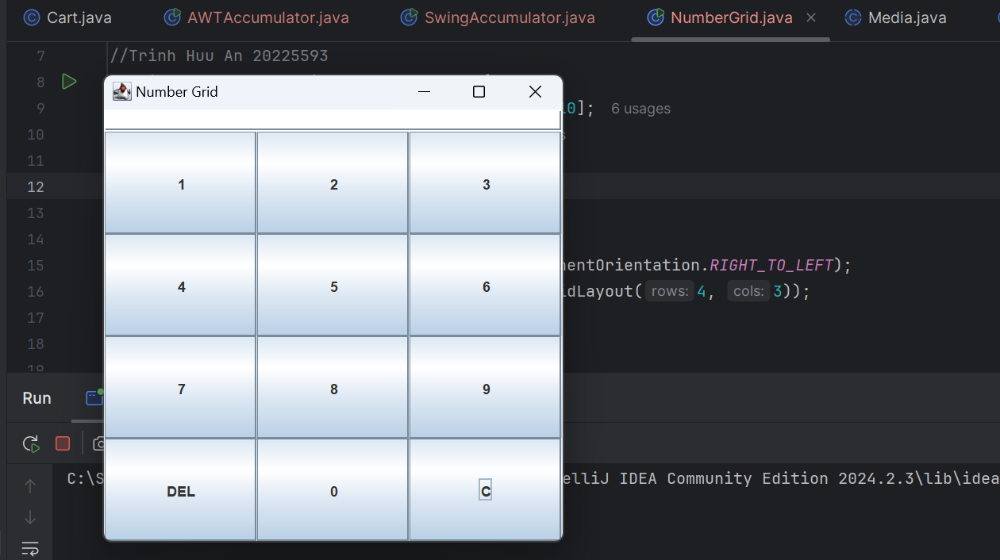 Cart.java AWTAccumulator.java SwingAccumulator.java NumberGrid.java Media.java
7 //Trinh Huu An 20225593
8
Number Grid
9 0]; 6 usages
10
11
12
13
14
15 nentOrientation.RIGHT_TO_LEFT);
16 idLayout( rows: 4, cols: 3));
17
18
19
1 2 3
4 5 6
7 8 9
DEL 0 C
Run
C:\S elliJ IDEA Community Edition 2024.2.3\lib\idea